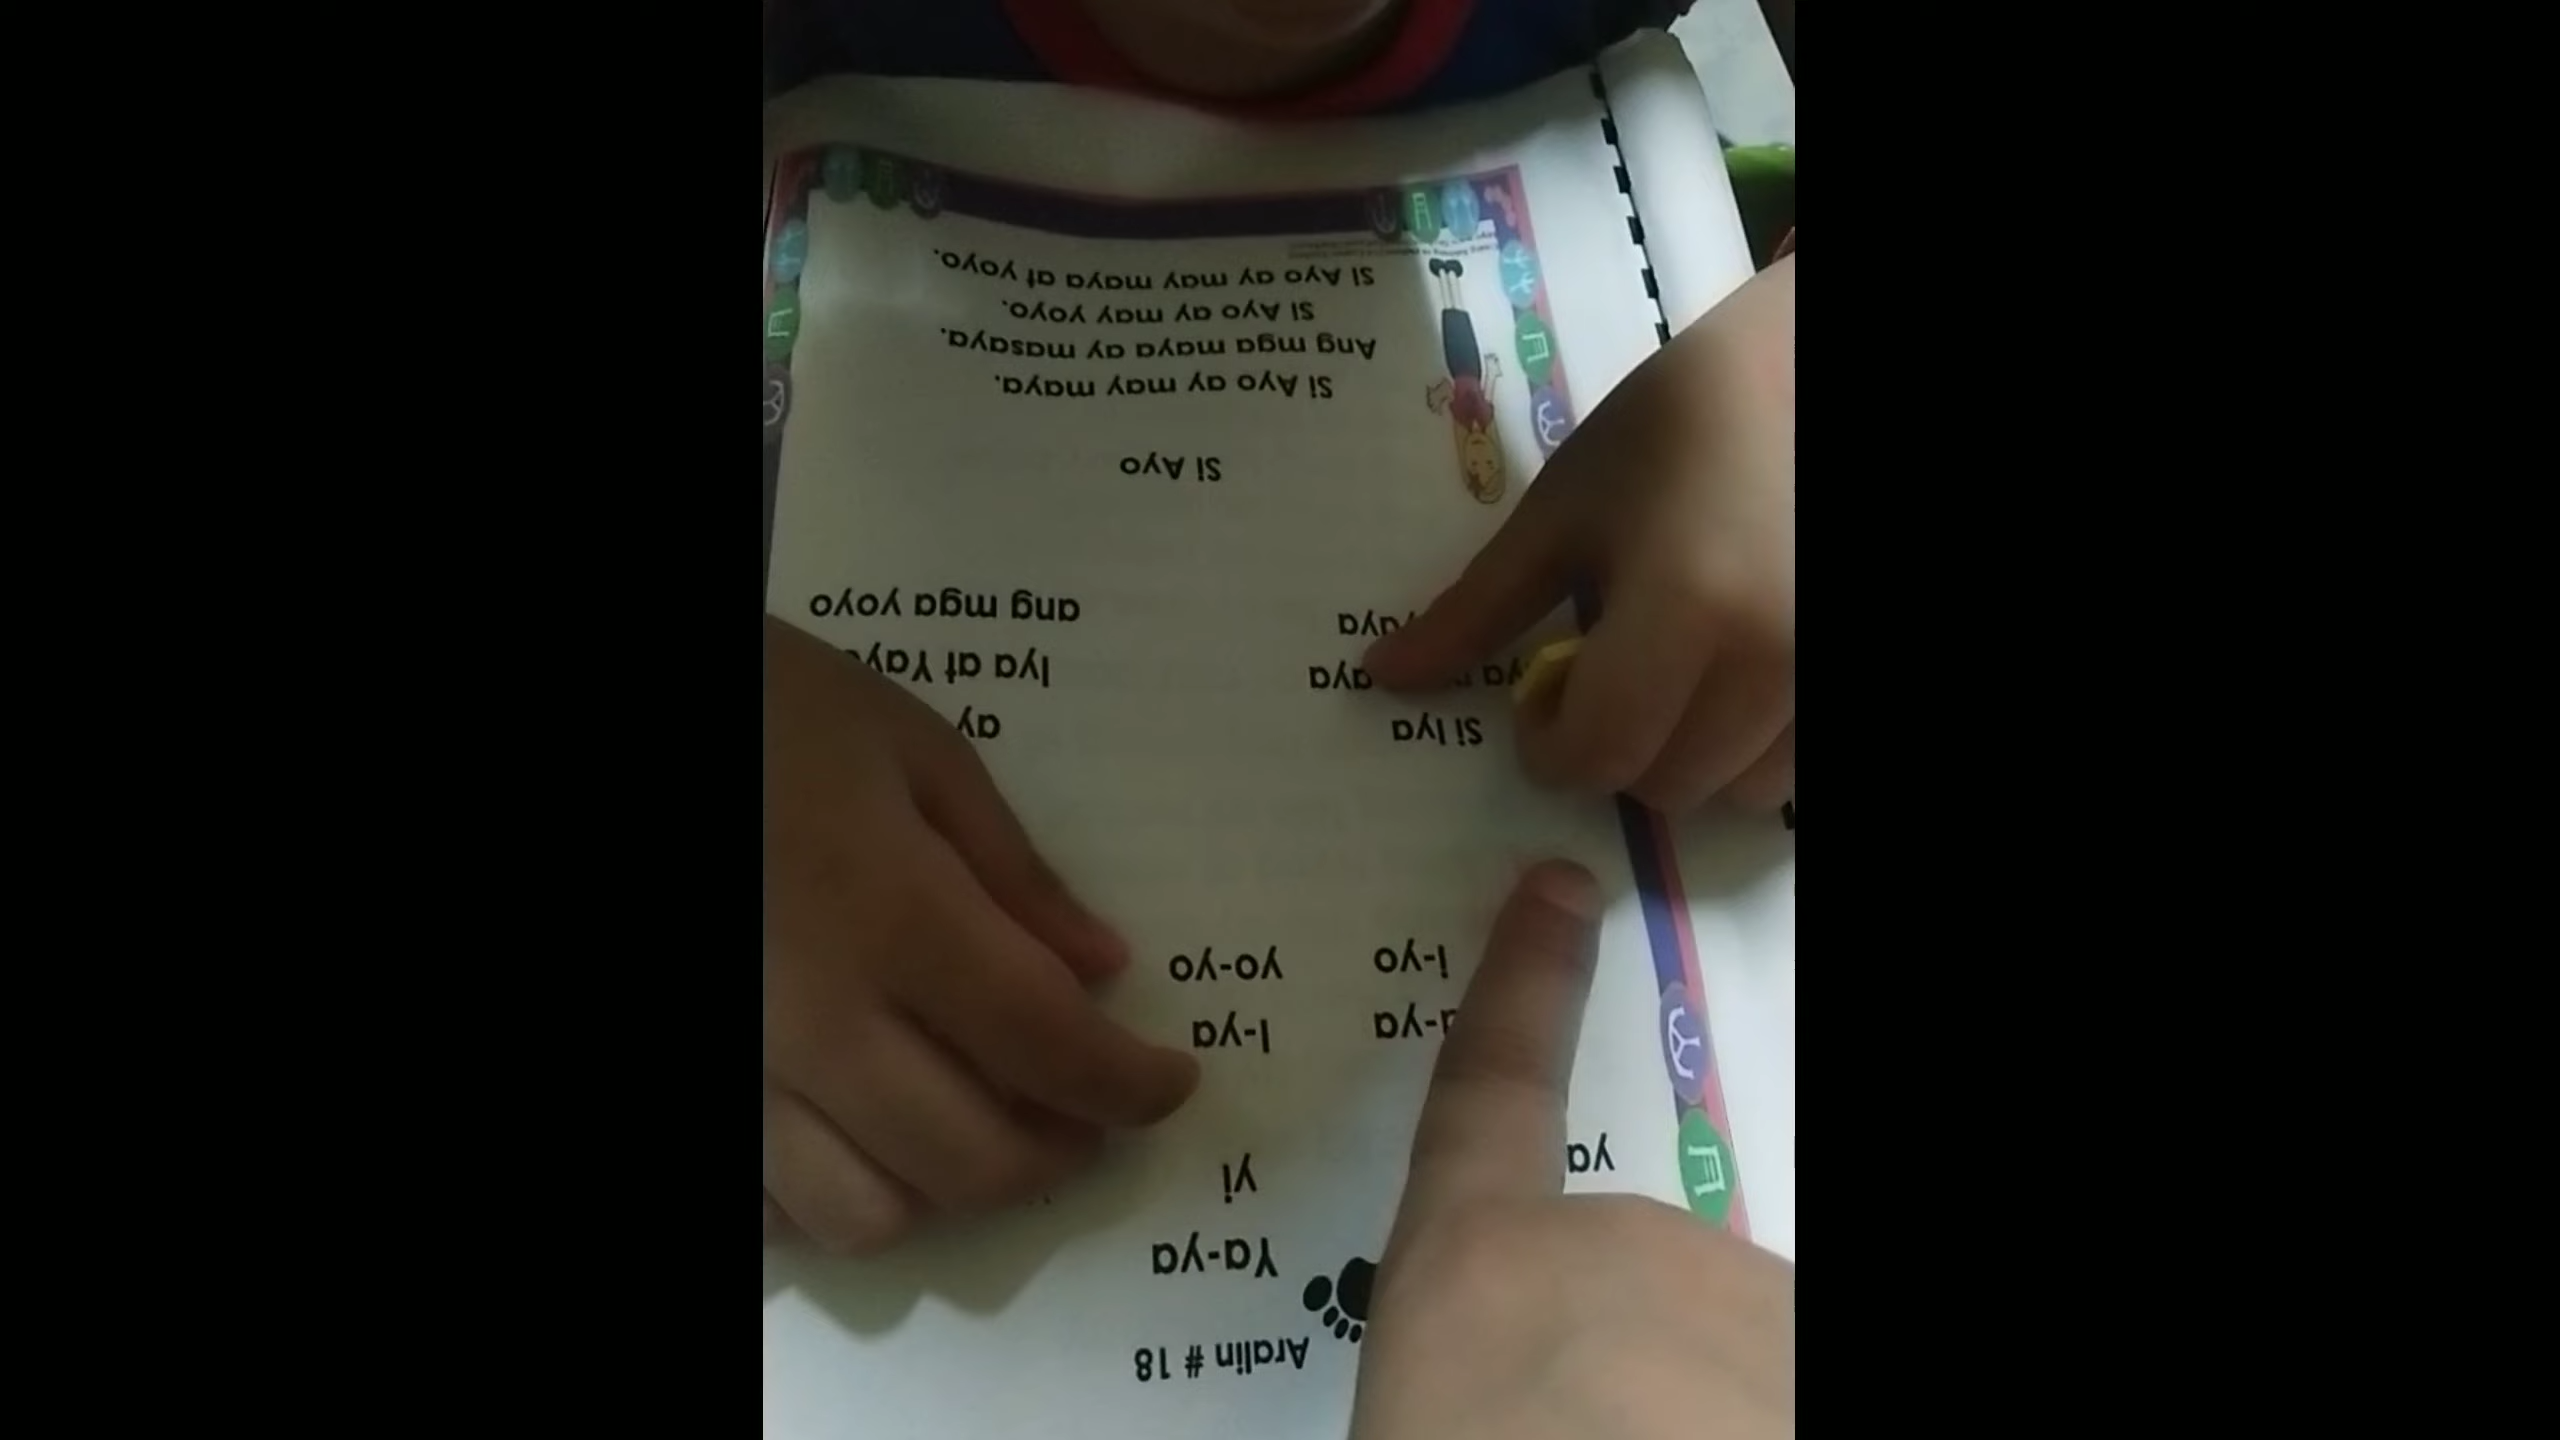 Aralin # 18
Ya-ya
ya yi
a-ya I-ya
i-yo yo-yo
Si Iya ay
Iya at
ang mga yoyo
Si Ayo
Si Ayo ay may maya.
Ang mga maya ay masaya.
Si Ayo ay may yoyo.
Si Ayo ay may maya at yoyo.